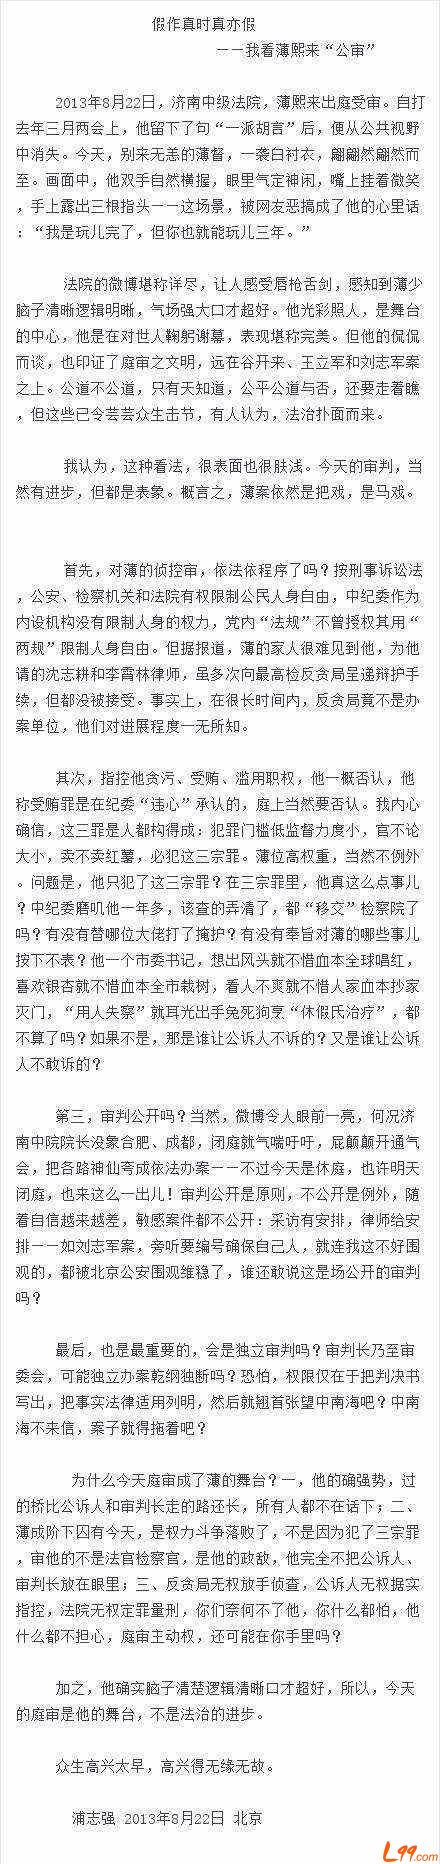 假作真时真亦假
——我看薄熙来“公审”
2013年8月22日，济南中级法院，薄熙来出庭受审。自打
去年三月两会上，他留下了句“一派胡言”后，便从公共视野
中消失。今天，别来无恙的薄督，一袭白衬衣，翩翩然翩然而
至。画面中，他双手自然横握，眼里气定神闲，嘴上挂着微笑
，手上露出三根指头——这场景，被网友恶搞成了他的心里话
：“我是玩儿完了，但你也就能玩儿三年。”
法院的微博堪称详尽，让人感受唇枪舌剑，感知到薄少
脑子清晰逻辑明晰，气场强大口才超好。他光彩照人，是舞台
的中心，他是在对世人鞠躬谢幕，表现堪称完美。但他的侃侃
而谈，也印证了庭审之文明，远在谷开来、王立军和刘志军案
之上。公道不公道，只有天知道，公平公道与否，还要走着瞧
，但这些已令芸芸众生击节，有人认为，法治扑面而来。
我认为，这种看法，很表面也很肤浅。今天的审判，当
然有进步，但都是表象。概言之，薄案依然是把戏，是马戏。
首先，对薄的侦控审，依法依程序了吗？按刑事诉讼法
，公安、检察机关和法院有权限制公民人身自由，中纪委作为
内设机构没有限制人身的权力，党内“法规”不曾授权其用“
两规”限制人身自由。但据报道，薄的家人很难见到他，为他
请的沈志耕和李霄林律师，虽多次向最高检反贪局呈递辩护手
续，但都没被接受。事实上，在很长时间内，反贪局竟不是办
案单位，他们对进展程度一无所知。
其次，指控他贪污、受贿、滥用职权，他一概否认，他
称受贿罪是在纪委“违心”承认的，庭上当然要否认。我内心
确信，这三罪是人都构得成：犯罪门槛低监督力度小，官不论
大小，卖不卖红薯，必犯这三宗罪。薄位高权重，当然不例外
。问题是，他只犯了这三宗罪？在三宗罪里，他真这么点事儿
？中纪委磨叽他一年多，该查的弄清了，都“移交”检察院了
吗？有没有替哪位大佬打了掩护？有没有奉旨对薄的哪些事儿
按下不表？他一个市委书记，想出风头就不惜血本全球唱红，
喜欢银杏就不惜血本全市栽树，看人不爽就不惜人家血本抄家
灭门，“用人失察”就耳光出手兔死狗烹“休假氏治疗”，都
不算了吗？如果不是，那是谁让公诉人不诉的？又是谁让公诉
人不敢诉的？
第三，审判公开吗？当然，微博令人眼前一亮，何况济
南中院院长没象合肥、成都，闭庭就气喘吁吁，屁颠颠开通气
会，把各路神仙夸成依法办案——不过今天是休庭，也许明天
闭庭，也来这么一出儿！审判公开是原则，不公开是例外，随
着自信越来越差，敏感案件都不公开：采访有安排，律师给安
排——如刘志军案，旁听要编号确保自己人，就连我这不好围
观的，都被北京公安围观维稳了，谁还敢说这是场公开的审判
吗？
最后，也是最重要的，会是独立审判吗？审判长乃至审
委会，可能独立办案乾纲独断吗？恐怕，权限仅在于把判决书
写出，把事实法律适用列明，然后就翘首张望中南海吧？中南
海不来信，案子就得拖着吧？
为什么今天庭审成了薄的舞台？一，他的确强势，过
的桥比公诉人和审判长走的路还长，所有人都不在话下；二、
薄成阶下囚有今天，是权力斗争落败了，不是因为犯了三宗罪
，审他的不是法官检察官，是他的政敌，他完全不把公诉人、
审判长放在眼里；三、反贪局无权放手侦查，公诉人无权据实
指控，法院无权定罪量刑，你们奈何不了他，你什么都怕，他
什么都不担心，庭审主动权，还可能在你手里吗？
加之，他确实脑子清楚逻辑清晰口才超好，所以，今天
的庭审是他的舞台，不是法治的进步。
众生高兴太早，高兴得无缘无故。
浦志强 2013年8月22日 北京
L99.com